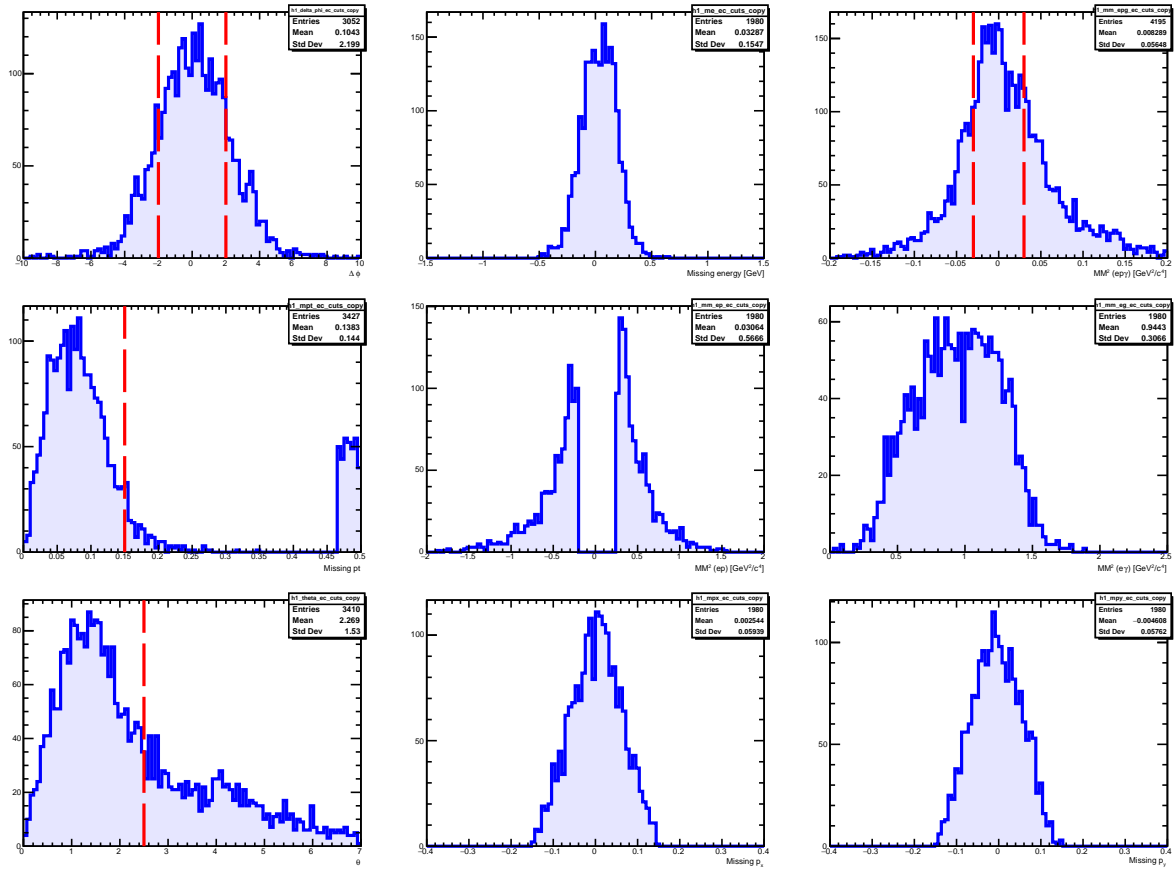 h1_delta_phi_ec_cuts_copy
Entries 3052
Mean 0.1043
Std Dev 2.199
0
50
100
−10 −8 −6 −4 −2 0 2 4 6 8 10
Δ ϕ
h1_me_ec_cuts_copy
Entries 1980
Mean 0.03287
Std Dev 0.1547
0
50
100
150
−1.5 −1 −0.5 0 0.5 1 1.5
Missing energy [GeV]
h1_mm_epg_ec_cuts_copy
Entries 4195
Mean 0.008289
Std Dev 0.05648
0
50
100
150
−0.2 −0.15 −0.1 −0.05 0 0.05 0.1 0.15 0.2
MM² (epγ) [GeV²/c⁴]
h1_mpt_ec_cuts_copy
Entries 3427
Mean 0.1383
Std Dev 0.144
0
50
100
0.05 0.1 0.15 0.2 0.25 0.3 0.35 0.4 0.45 0.5
Missing pt
h1_mm_ep_ec_cuts_copy
Entries 1980
Mean 0.03064
Std Dev 0.5666
0
50
100
150
−2 −1.5 −1 −0.5 0 0.5 1 1.5 2
MM² (ep) [GeV²/c⁴]
h1_mm_eg_ec_cuts_copy
Entries 1980
Mean 0.9443
Std Dev 0.3066
0
20
40
60
0 0.5 1 1.5 2 2.5
MM² (eγ) [GeV²/c⁴]
h1_theta_ec_cuts_copy
Entries 3410
Mean 2.269
Std Dev 1.53
0
20
40
60
80
0 1 2 3 4 5 6 7
θ
h1_mpx_ec_cuts_copy
Entries 1980
Mean 0.002544
Std Dev 0.05939
0
50
100
−0.4 −0.3 −0.2 −0.1 0 0.1 0.2 0.3 0.4
Missing pₓ
h1_mpy_ec_cuts_copy
Entries 1980
Mean −0.004608
Std Dev 0.05762
0
50
100
−0.4 −0.3 −0.2 −0.1 0 0.1 0.2 0.3 0.4
Missing p_y